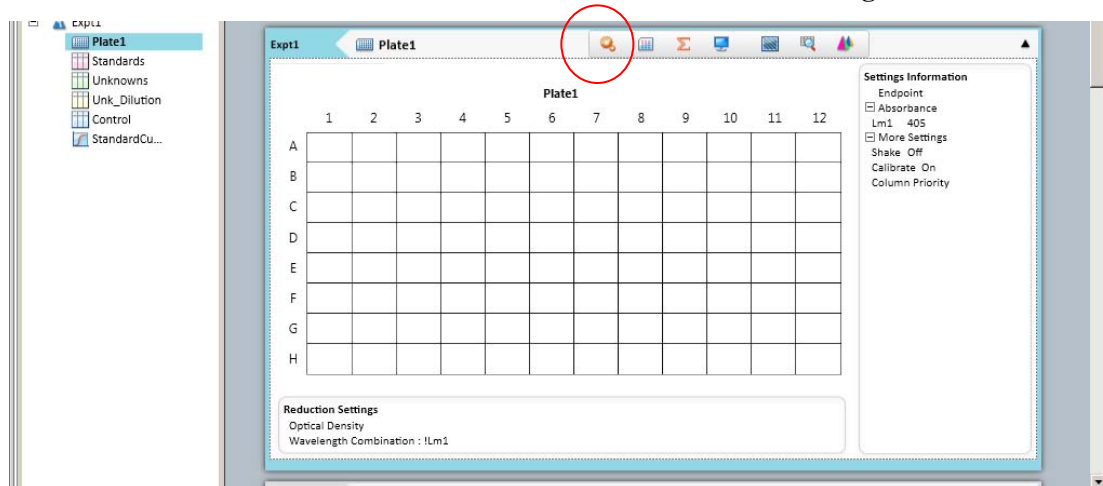 Expt1
Plate1
Standards
Unknowns
Unk_Dilution
Control
StandardCu...
Expt1 Plate1
Plate1
1 2 3 4 5 6 7 8 9 10 11 12
A
B
C
D
E
F
G
H
Reduction Settings
Optical Density
Wavelength Combination : !Lm1
Settings Information
Endpoint
Absorbance
Lm1 405
More Settings
Shake Off
Calibrate On
Column Priority